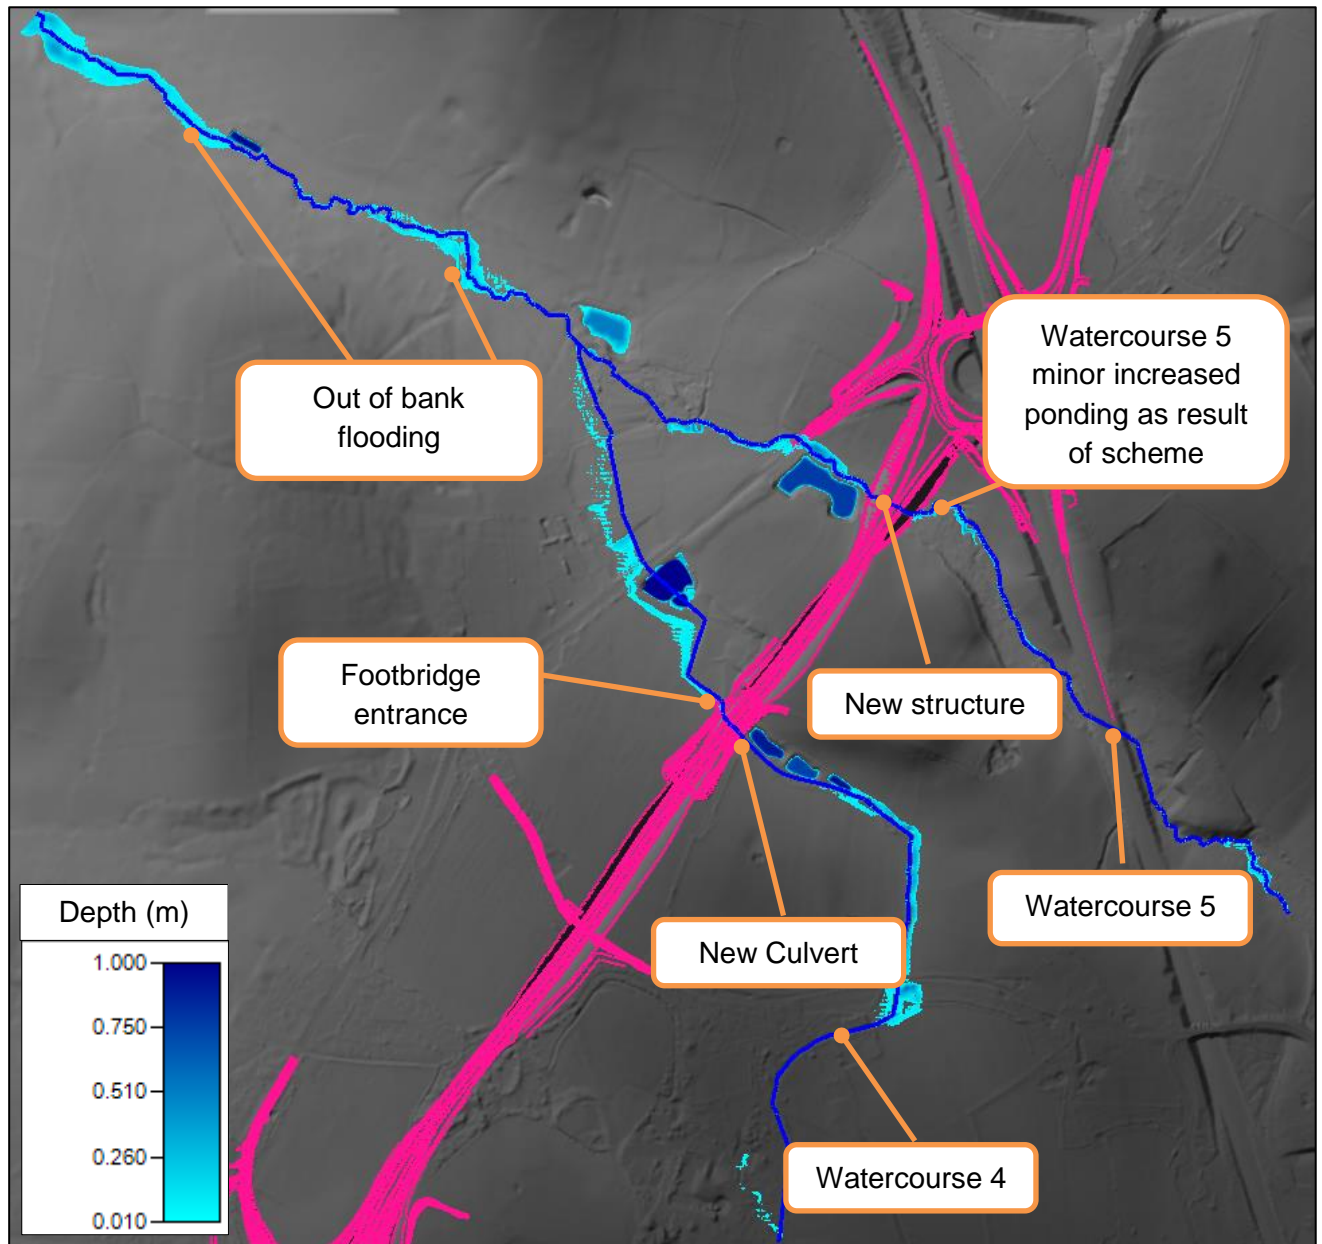 Watercourse 5
minor increased
ponding as result
of scheme
Out of bank
flooding
Footbridge
entrance
New structure
Watercourse 5
New Culvert
Watercourse 4
Depth (m)
1.000
0.750
0.510
0.260
0.010